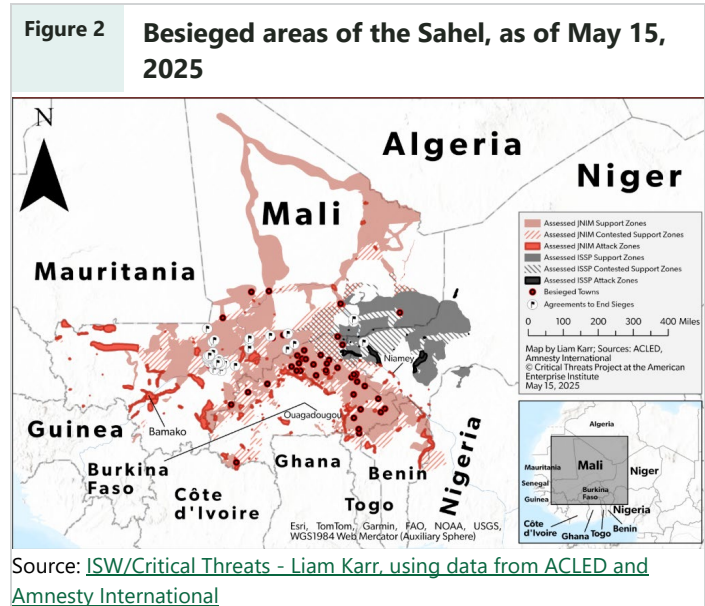 Figure 2
Besieged areas of the Sahel, as of May 15,
2025
N
Algeria
Niger
Mali
Mauritania
Assessed JNIM Support Zones
Assessed JNIM Contested Support Zones
Assessed JNIM Attack Zones
Assessed ISSP Support Zones
Assessed ISSP Contested Support Zones
Assessed ISSP Attack Zones
Besieged Towns
Agreements to End Sieges
0 100 200 300 400 Miles
Map by Liam Karr; Sources: ACLED,
Amnesty International
© Critical Threats Project at the American
Enterprise Institute
May 15, 2025
Niamey
Ouagadougou
Bamako
Guinea
Burkina
Faso
Côte
d'Ivoire
Ghana
Togo
Benin
Nigeria
Esri, TomTom, Garmin, FAO, NOAA, USGS,
WGS1984 Web Mercator (Auxiliary Sphere)
Algeria
Mauritania
Mali
Niger
Senegal
Burkina
Faso
Guinea
Nigeria
Côte
d'Ivoire
Ghana
Togo
Benin
Source: ISW/Critical Threats - Liam Karr, using data from ACLED and
Amnesty International